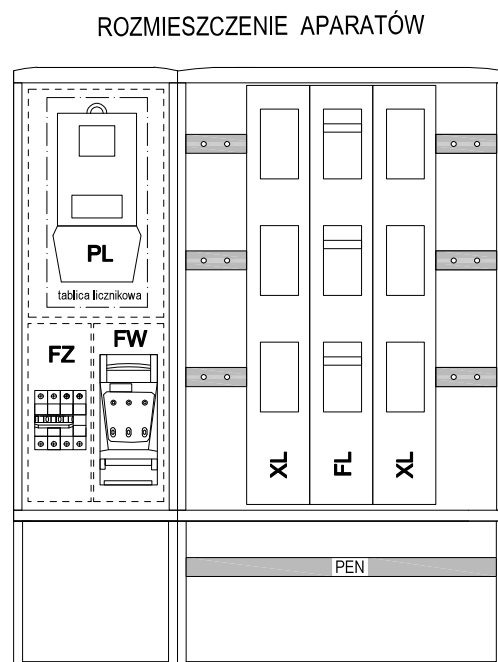 ROZMIESZCZENIE APARATÓW
PL
tablica licznikowa
FZ
FW
XL
FL
XL
PEN